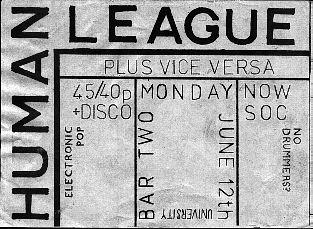 HUMAN
LEAGUE
PLUS VICE VERSA
45/40p
+DISCO
ELECTRONIC
POP
MONDAY
JUNE 12th
BAR TWO
UNIVERSITY
NOW
SOC
NO
DRUMMERS?